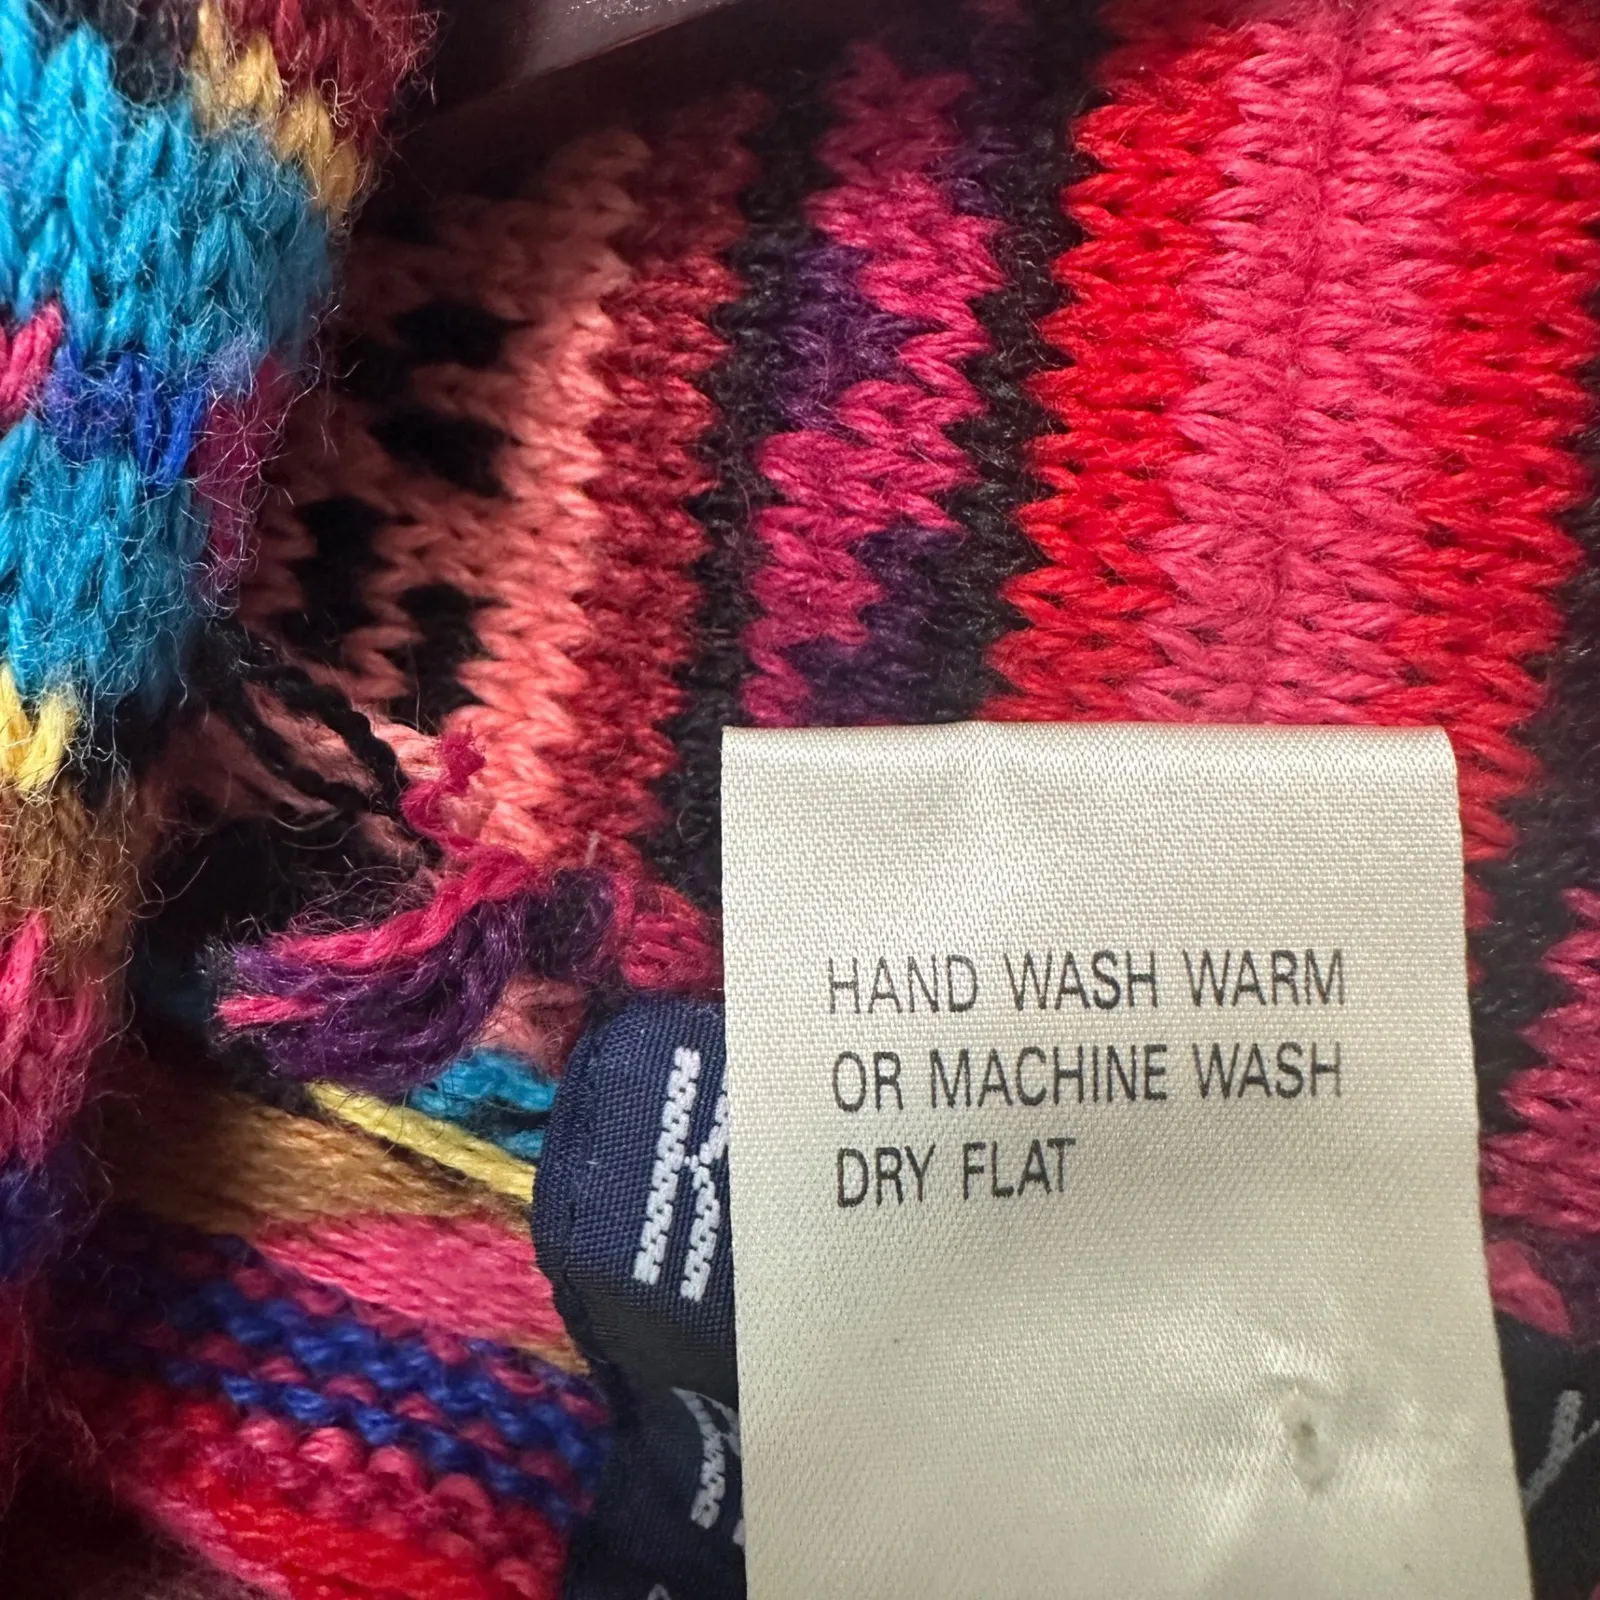 HAND WASH WARM
OR MACHINE WASH
DRY FLAT